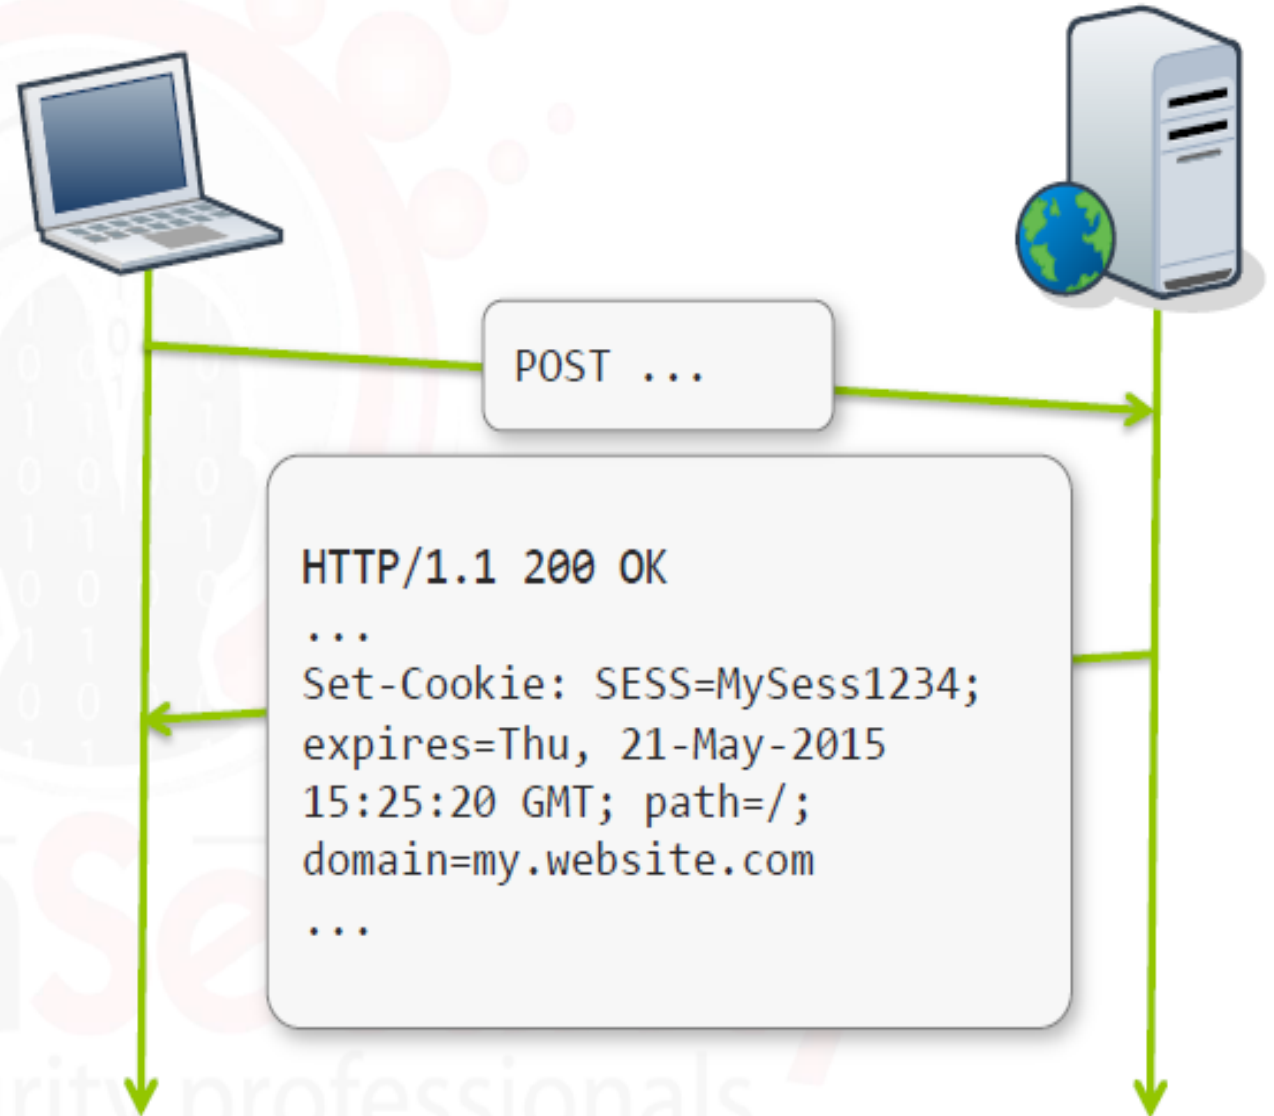 POST ...
HTTP/1.1 200 OK
...
Set-Cookie: SESS=MySess1234;
expires=Thu, 21-May-2015
15:25:20 GMT; path=/;
domain=my.website.com
...
professionals